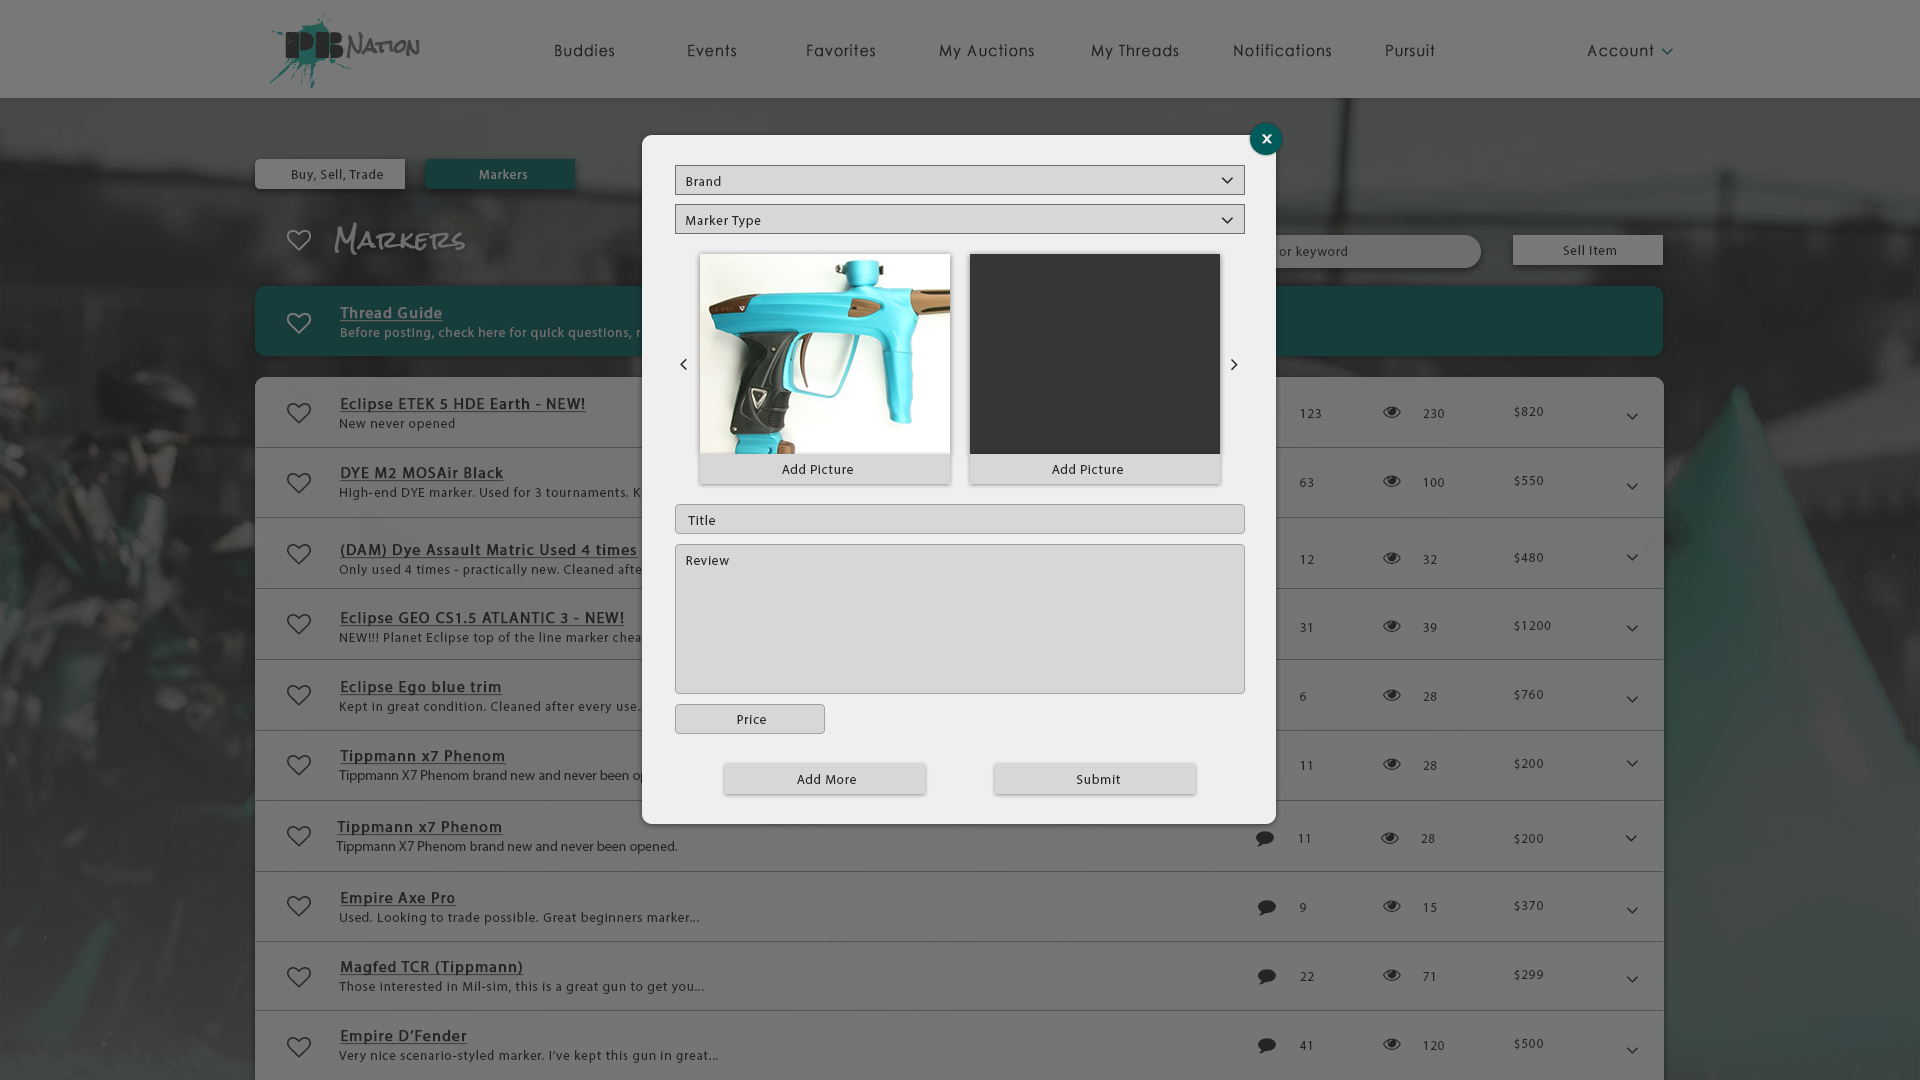 PB Nation
Buddies
Events
Favorites
My Auctions
My Threads
Notifications
Pursuit
Account
x
Buy, Sell, Trade
Markers
Brand
Marker Type
Markers
or keyword
Sell Item
Thread Guide
Before posting, check here for quick questions, r
Eclipse ETEK 5 HDE Earth - NEW!
New never opened
123
230
$820
DYE M2 MOSAir Black
High-end DYE marker. Used for 3 tournaments. K
63
100
$550
Add Picture
Add Picture
Title
Review
(DAM) Dye Assault Matric Used 4 times
Only used 4 times - practically new. Cleaned afte
12
32
$480
Eclipse GEO CS1.5 ATLANTIC 3 - NEW!
NEW!!! Planet Eclipse top of the line marker chea
31
39
$1200
Eclipse Ego blue trim
Kept in great condition. Cleaned after every use..
6
28
$760
Price
Tippmann x7 Phenom
Tippmann X7 Phenom brand new and never been op
11
28
$200
Add More
Submit
Tippmann x7 Phenom
Tippmann X7 Phenom brand new and never been opened.
11
28
$200
Empire Axe Pro
Used. Looking to trade possible. Great beginners marker...
9
15
$370
Magfed TCR (Tippmann)
Those interested in Mil-sim, this is a great gun to get you...
22
71
$299
Empire D'Fender
Very nice scenario-styled marker. I've kept this gun in great...
41
120
$500